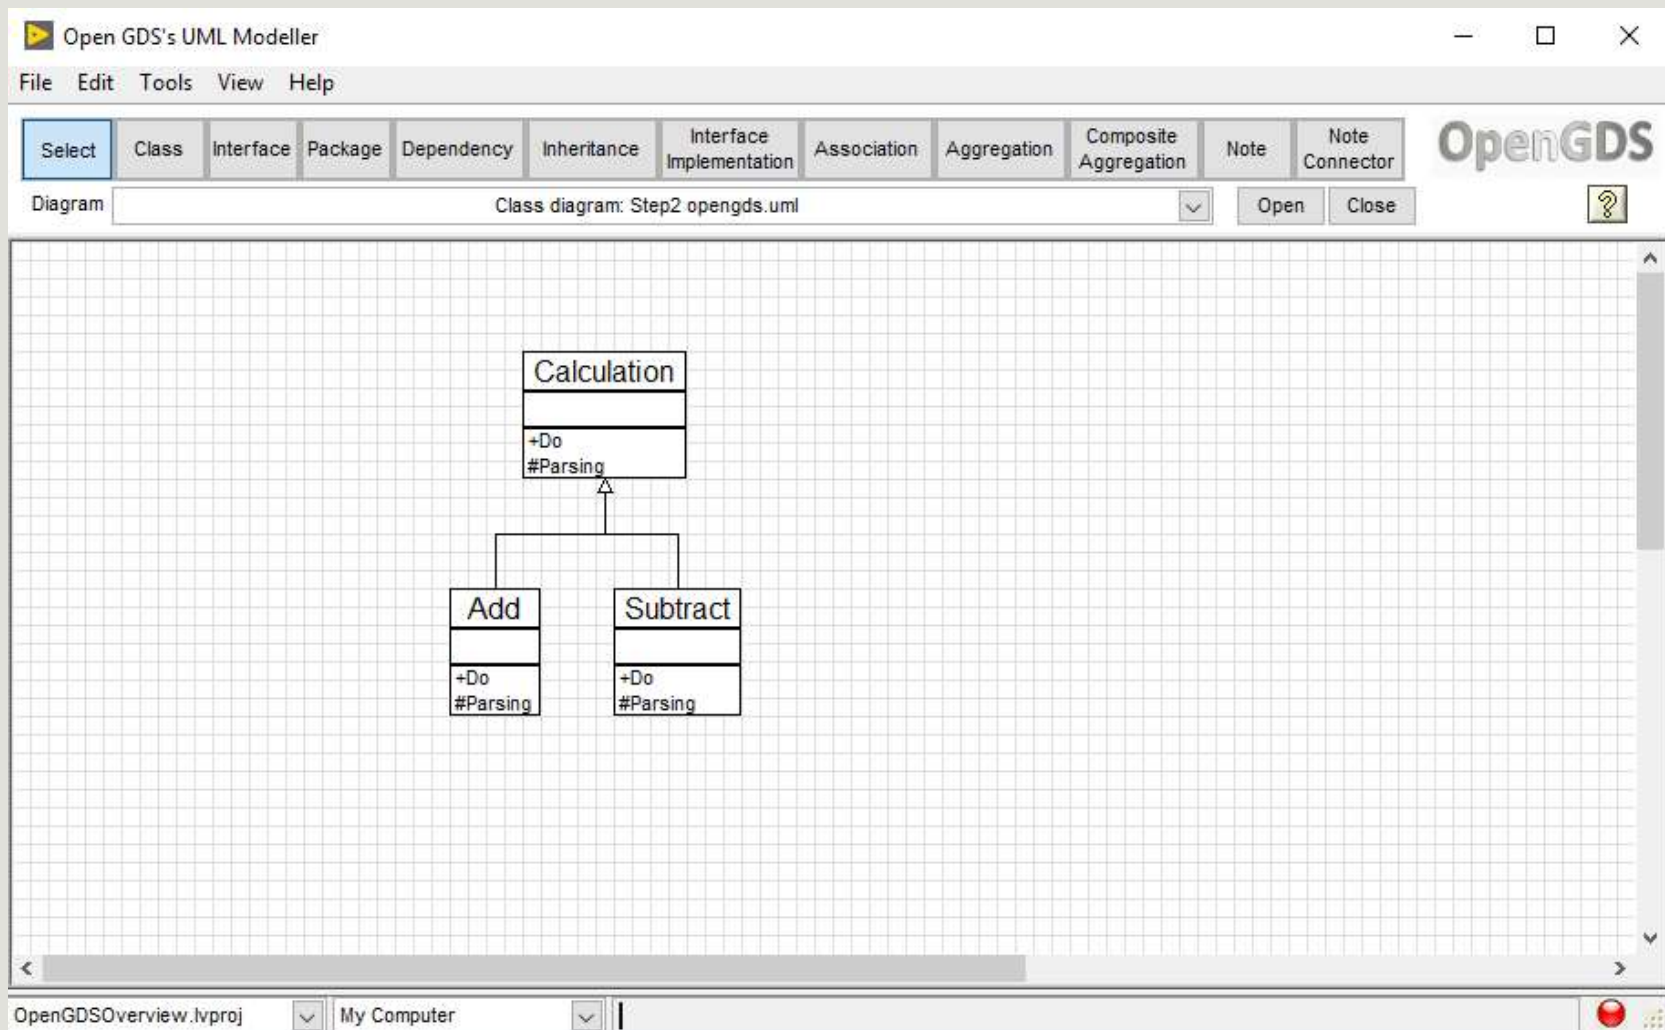 Open GDS's UML Modeller
File Edit Tools View Help
Select Class Interface Package Dependency Inheritance Interface Implementation Association Aggregation Composite Aggregation Note Note Connector OpenGDS
Diagram Class diagram: Step2 opengds.uml Open Close ?
Calculation
+Do
#Parsing
Add
+Do
#Parsing
Subtract
+Do
#Parsing
OpenGDSOverview.lvproj My Computer